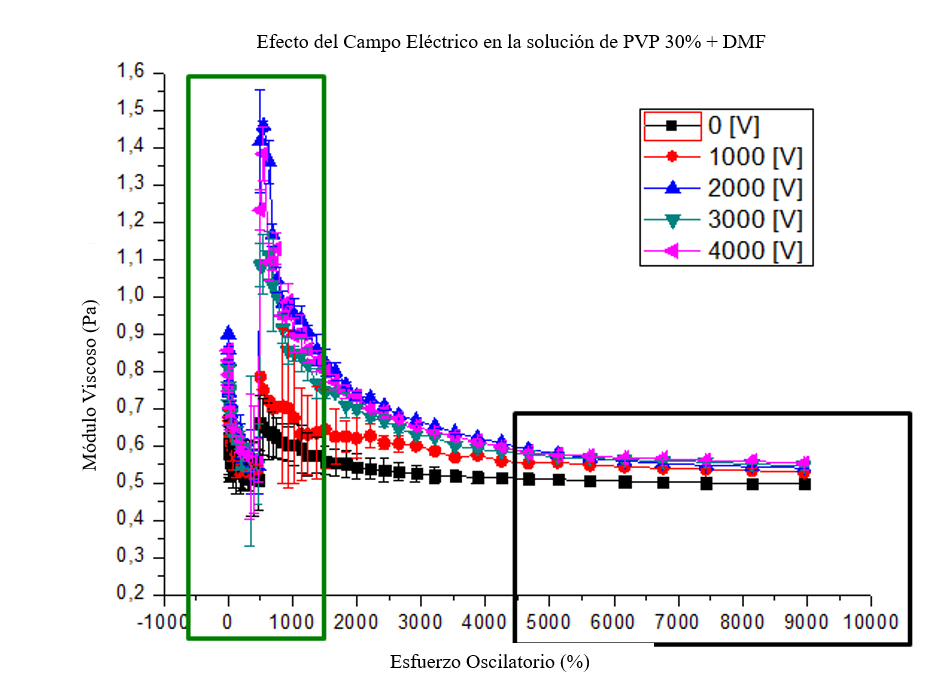 Efecto del Campo Eléctrico en la solución de PVP 30% + DMF
1,6
1,5
1,4
1,3
1,2
1,1
1,0
0,9
0,8
0,7
0,6
0,5
0,4
0,3
0,2
Módulo Viscoso (Pa)
0 [V]
1000 [V]
2000 [V]
3000 [V]
4000 [V]
-1000 0 1000 2000 3000 4000 5000 6000 7000 8000 9000 10000
Esfuerzo Oscilatorio (%)